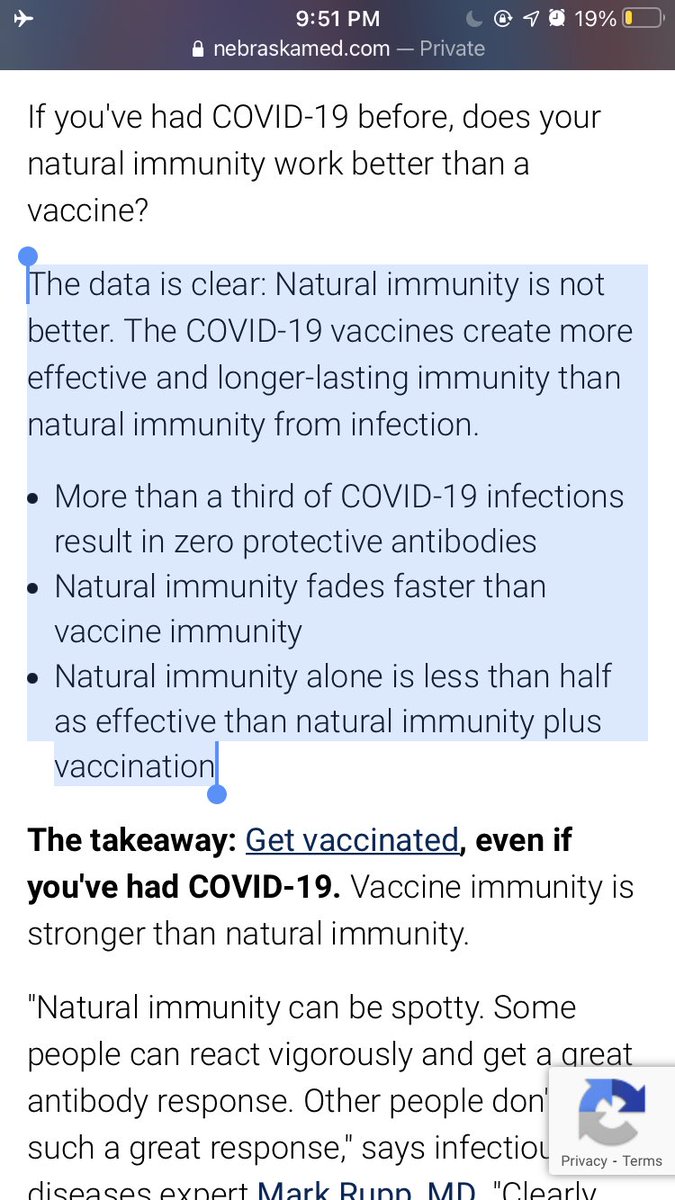 9:51 PM
19%
nebraskamed.com — Private
If you've had COVID-19 before, does your
natural immunity work better than a
vaccine?
The data is clear: Natural immunity is not
better. The COVID-19 vaccines create more
effective and longer-lasting immunity than
natural immunity from infection.
• More than a third of COVID-19 infections
result in zero protective antibodies
• Natural immunity fades faster than
vaccine immunity
• Natural immunity alone is less than half
as effective than natural immunity plus
vaccination
The takeaway: Get vaccinated, even if
you've had COVID-19. Vaccine immunity is
stronger than natural immunity.
"Natural immunity can be spotty. Some
people can react vigorously and get a great
antibody response. Other people don'
such a great response," says infectiou
diseases expert Mark Rupp, MD. "Clearly,
Privacy - Terms